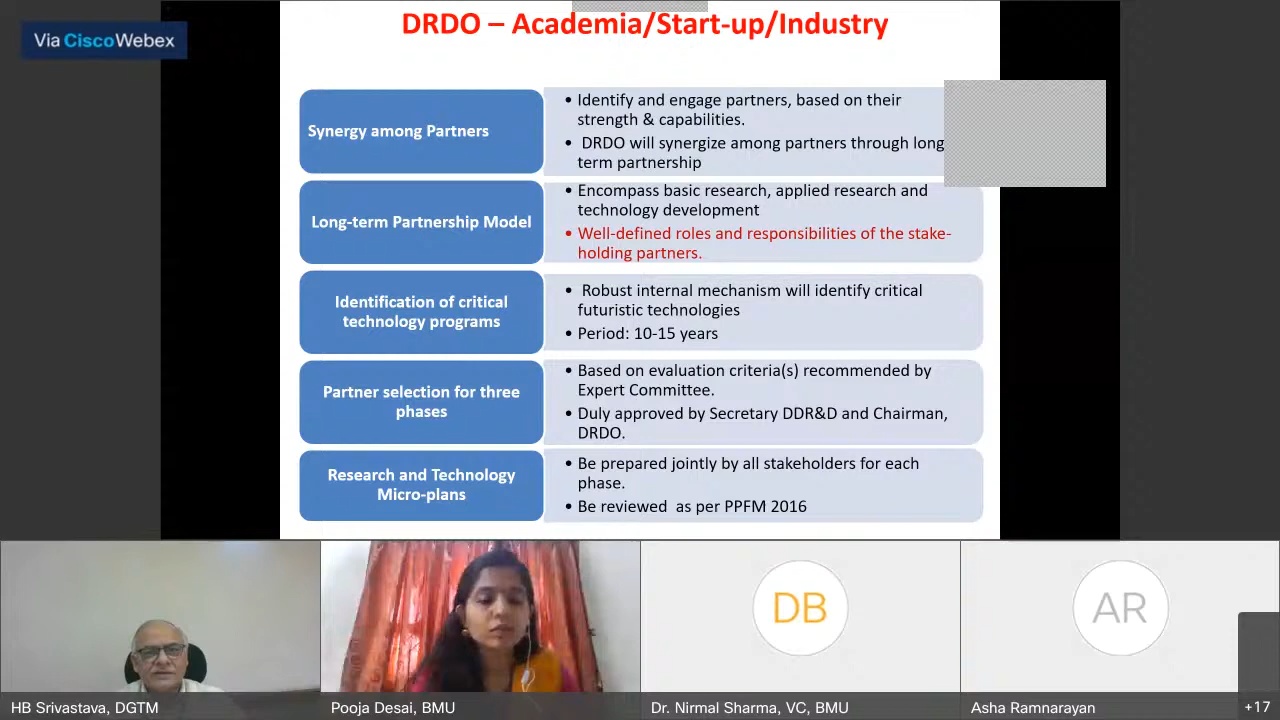 DRDO – Academia/Start-up/Industry
Via Cisco Webex
Synergy among Partners
• Identify and engage partners, based on their
strength & capabilities.
• DRDO will synergize among partners through long
term partnership
Long-term Partnership Model
• Encompass basic research, applied research and
technology development
• Well-defined roles and responsibilities of the stake-
holding partners.
Identification of critical
technology programs
• Robust internal mechanism will identify critical
futuristic technologies
• Period: 10-15 years
Partner selection for three
phases
• Based on evaluation criteria(s) recommended by
Expert Committee.
• Duly approved by Secretary DDR&D and Chairman,
DRDO.
Research and Technology
Micro-plans
• Be prepared jointly by all stakeholders for each
phase.
• Be reviewed as per PPFM 2016
DB
AR
HB Srivastava, DGTM
Pooja Desai, BMU
Dr. Nirmal Sharma, VC, BMU
Asha Ramnarayan
+17